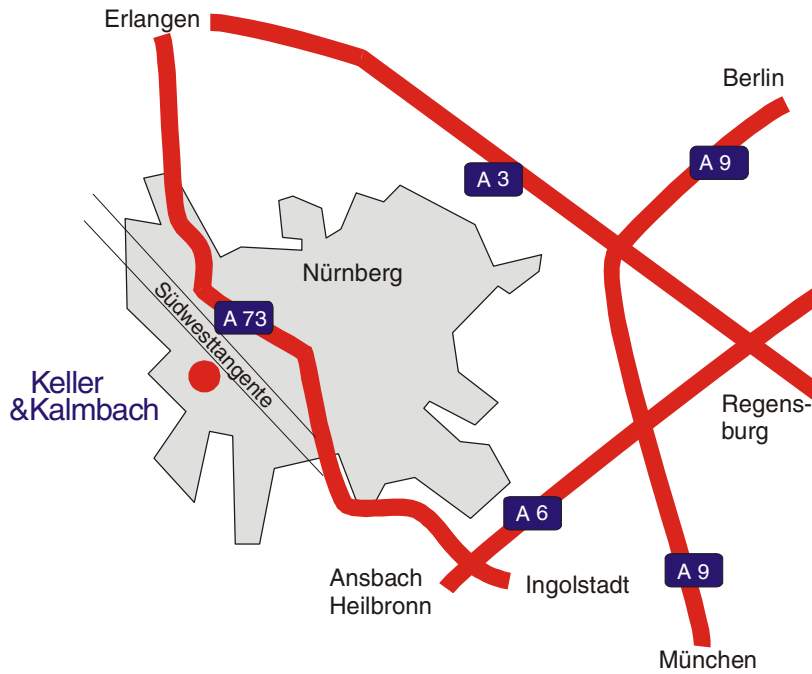 Erlangen
Berlin
A 9
A 3
Nürnberg
Südwesttangente
A 73
Keller
&Kalmbach
Regens-
burg
A 6
Ansbach
Heilbronn
Ingolstadt
A 9
München